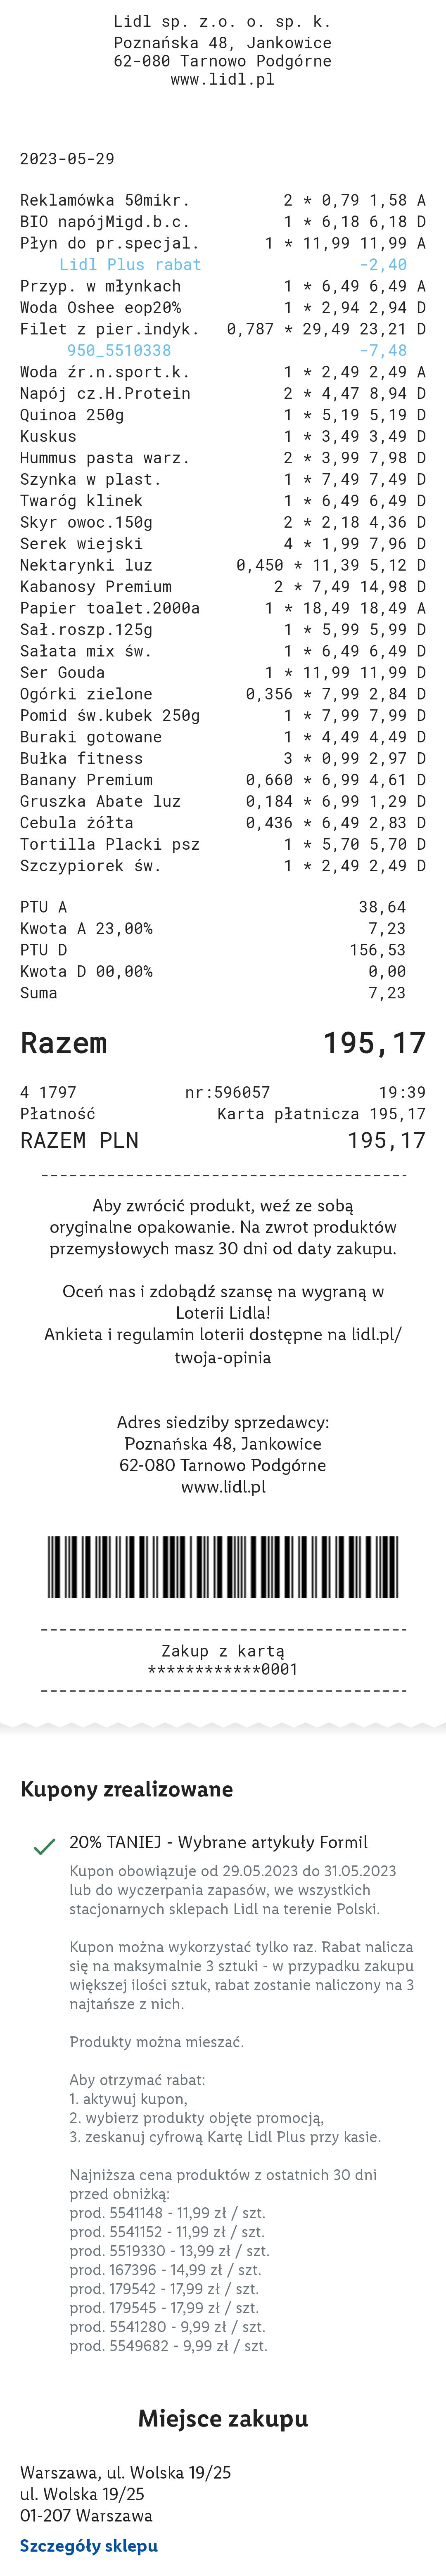 Lidl sp. z.o. o. sp. k.
Poznańska 48, Jankowice
62-080 Tarnowo Podgórne
www.lidl.pl
2023-05-29
Reklamówka 50mikr. 2 * 0,79 1,58 A
BIO napójMigd.b.c. 1 * 6,18 6,18 D
Płyn do pr.specjal. 1 * 11,99 11,99 A
Lidl Plus rabat -2,40
Przyp. w młynkach 1 * 6,49 6,49 A
Woda Oshee eop20% 1 * 2,94 2,94 D
Filet z pier.indyk. 0,787 * 29,49 23,21 D
950_5510338 -7,48
Woda źr.n.sport.k. 1 * 2,49 2,49 A
Napój cz.H.Protein 2 * 4,47 8,94 D
Quinoa 250g 1 * 5,19 5,19 D
Kuskus 1 * 3,49 3,49 D
Hummus pasta warz. 2 * 3,99 7,98 D
Szynka w plast. 1 * 7,49 7,49 D
Twaróg klinek 1 * 6,49 6,49 D
Skyr owoc.150g 2 * 2,18 4,36 D
Serek wiejski 4 * 1,99 7,96 D
Nektarynki luz 0,450 * 11,39 5,12 D
Kabanosy Premium 2 * 7,49 14,98 D
Papier toalet.2000a 1 * 18,49 18,49 A
Sał.roszp.125g 1 * 5,99 5,99 D
Sałata mix św. 1 * 6,49 6,49 D
Ser Gouda 1 * 11,99 11,99 D
Ogórki zielone 0,356 * 7,99 2,84 D
Pomid św.kubek 250g 1 * 7,99 7,99 D
Buraki gotowane 1 * 4,49 4,49 D
Bułka fitness 3 * 0,99 2,97 D
Banany Premium 0,660 * 6,99 4,61 D
Gruszka Abate luz 0,184 * 6,99 1,29 D
Cebula żółta 0,436 * 6,49 2,83 D
Tortilla Placki psz 1 * 5,70 5,70 D
Szczypiorek św. 1 * 2,49 2,49 D
PTU A 38,64
Kwota A 23,00% 7,23
PTU D 156,53
Kwota D 00,00% 0,00
Suma 7,23
Razem 195,17
4 1797 nr:596057 19:39
Płatność Karta płatnicza 195,17
RAZEM PLN 195,17
Aby zwrócić produkt, weź ze sobą
oryginalne opakowanie. Na zwrot produktów
przemysłowych masz 30 dni od daty zakupu.
Oceń nas i zdobądź szansę na wygraną w
Loterii Lidla!
Ankieta i regulamin loterii dostępne na lidl.pl/
twoja-opinia
Adres siedziby sprzedawcy:
Poznańska 48, Jankowice
62-080 Tarnowo Podgórne
www.lidl.pl
Zakup z kartą
************0001
Kupony zrealizowane
20% TANIEJ - Wybrane artykuły Formil
Kupon obowiązuje od 29.05.2023 do 31.05.2023
lub do wyczerpania zapasów, we wszystkich
stacjonarnych sklepach Lidl na terenie Polski.
Kupon można wykorzystać tylko raz. Rabat nalicza
się na maksymalnie 3 sztuki - w przypadku zakupu
większej ilości sztuk, rabat zostanie naliczony na 3
najtańsze z nich.
Produkty można mieszać.
Aby otrzymać rabat:
1. aktywuj kupon,
2. wybierz produkty objęte promocją,
3. zeskanuj cyfrową Kartę Lidl Plus przy kasie.
Najniższa cena produktów z ostatnich 30 dni
przed obniżką:
prod. 5541148 - 11,99 zł / szt.
prod. 5541152 - 11,99 zł / szt.
prod. 5519330 - 13,99 zł / szt.
prod. 167396 - 14,99 zł / szt.
prod. 179542 - 17,99 zł / szt.
prod. 179545 - 17,99 zł / szt.
prod. 5541280 - 9,99 zł / szt.
prod. 5549682 - 9,99 zł / szt.
Miejsce zakupu
Warszawa, ul. Wolska 19/25
ul. Wolska 19/25
01-207 Warszawa
Szczegóły sklepu